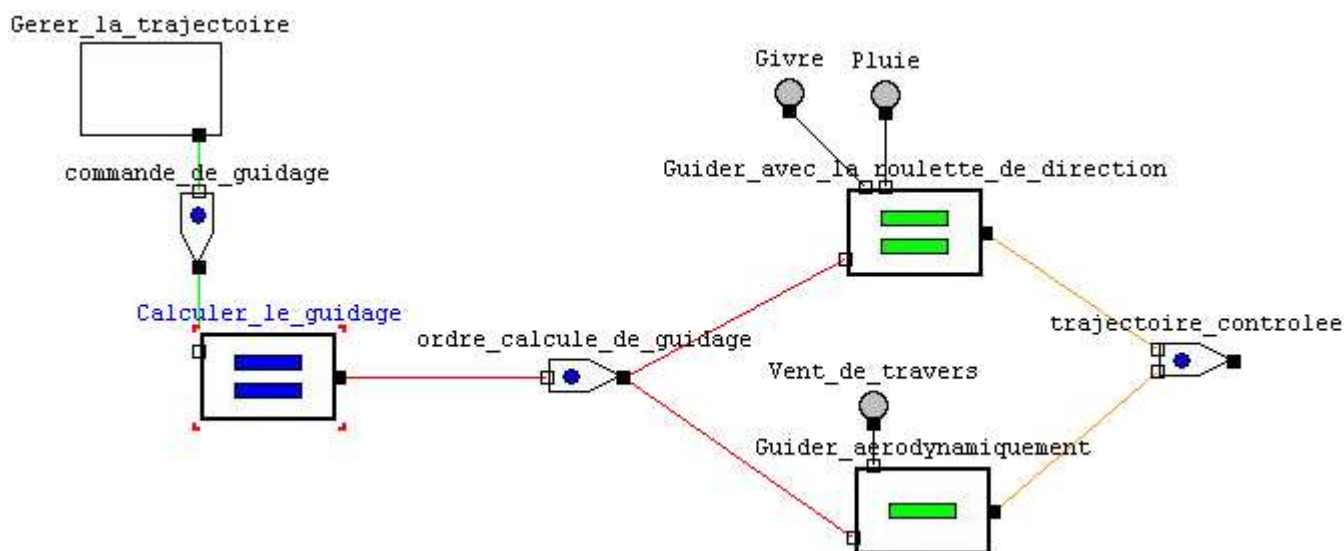 Gerer_la_trajectoire
Givre
Pluie
commande_de_guidage
Guider_avec_la_roulette_de_direction
Calculer_le_guidage
ordre_calcule_de_guidage
trajectoire_controlee
Vent_de_travers
Guider_aerodynamiquement